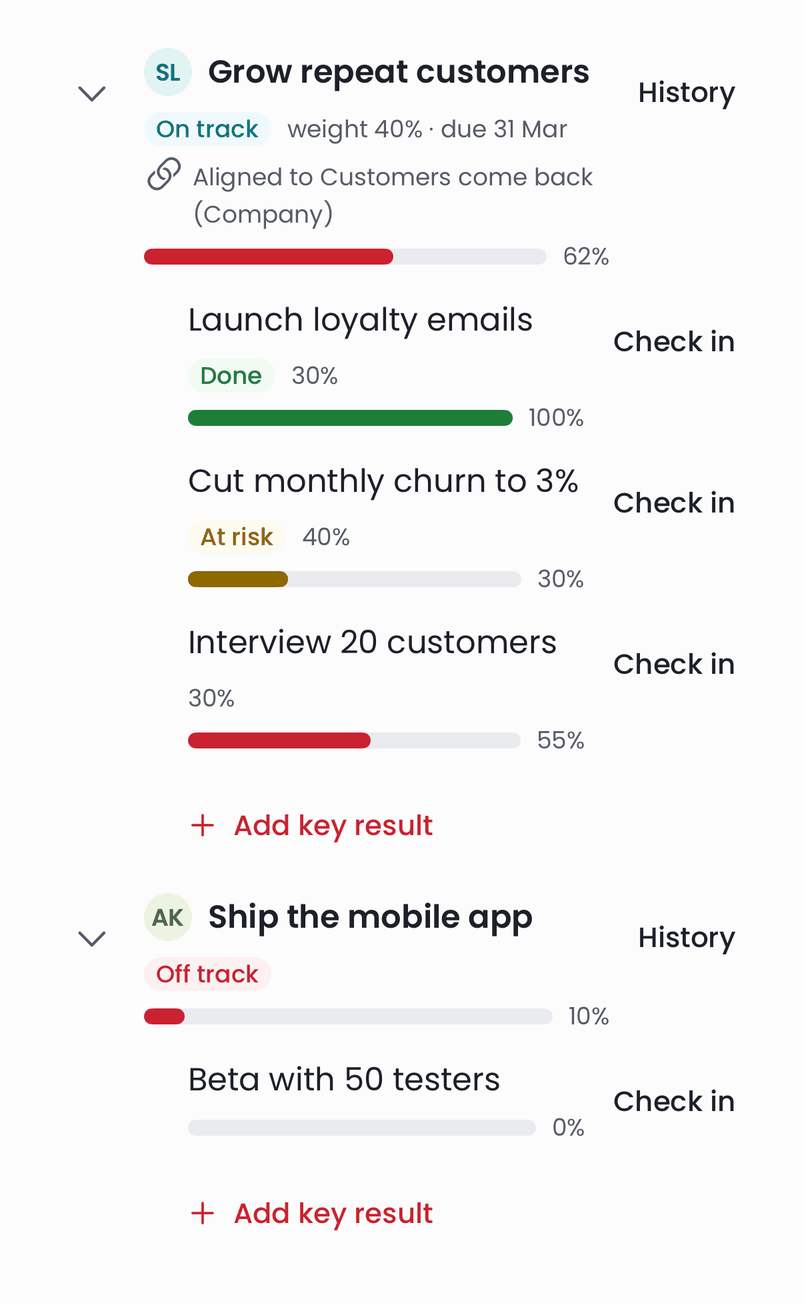 SL Grow repeat customers
History
On track weight 40% · due 31 Mar
Aligned to Customers come back
(Company)
62%
Launch loyalty emails
Check in
Done 30%
100%
Cut monthly churn to 3%
Check in
At risk 40%
30%
Interview 20 customers
Check in
30%
55%
+ Add key result
AK Ship the mobile app
History
Off track
10%
Beta with 50 testers
Check in
0%
+ Add key result